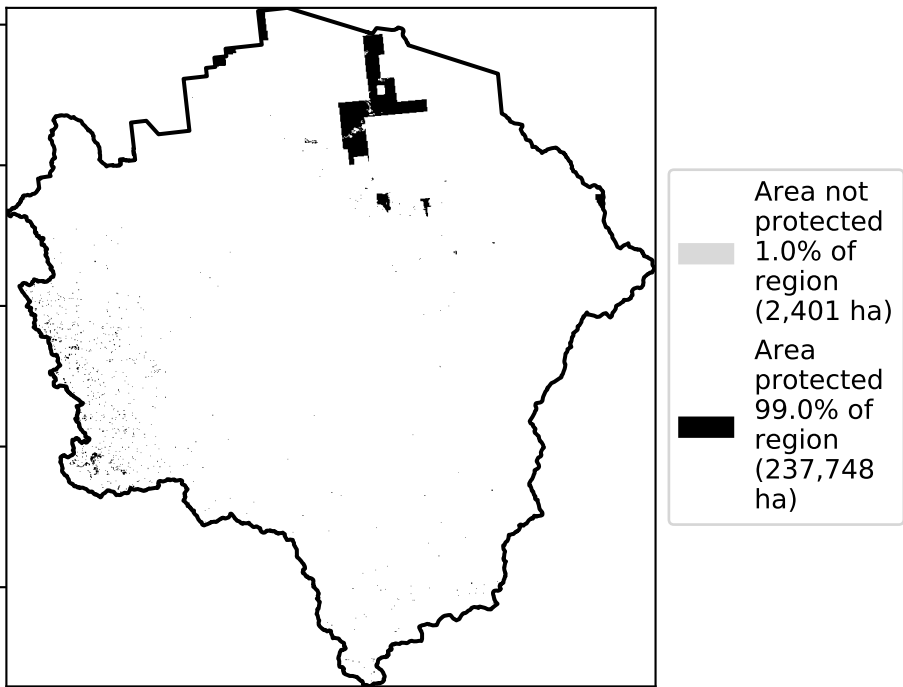 Area not
protected
1.0% of
region
(2,401 ha)
Area
protected
99.0% of
region
(237,748
ha)